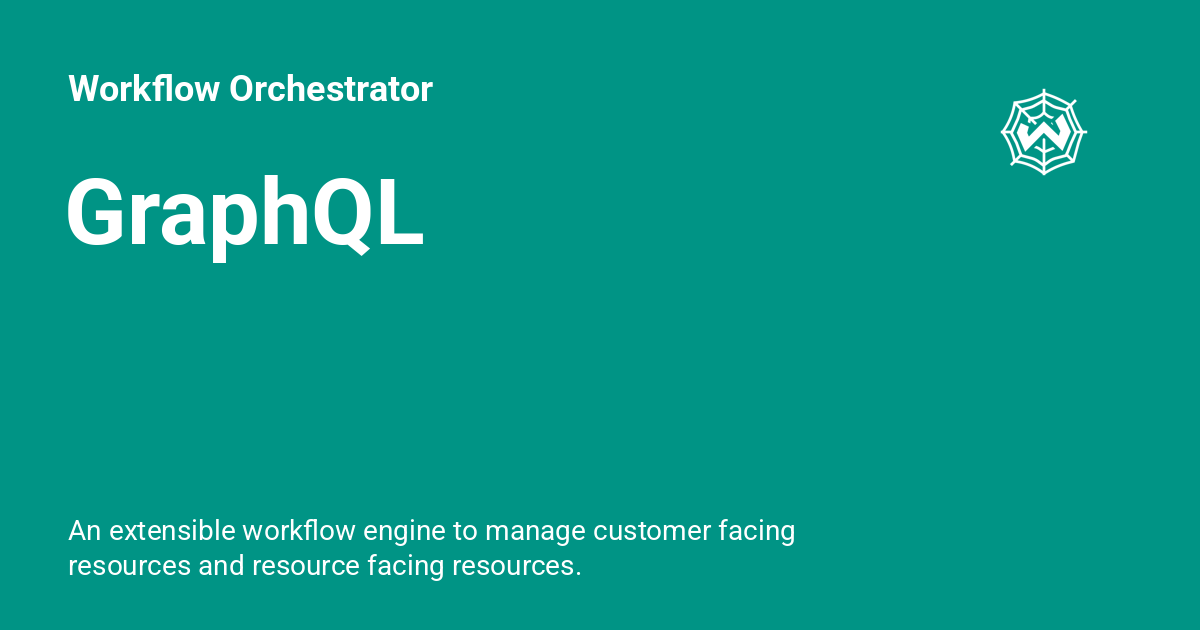 Workflow Orchestrator
GraphQL
An extensible workflow engine to manage customer facing
resources and resource facing resources.